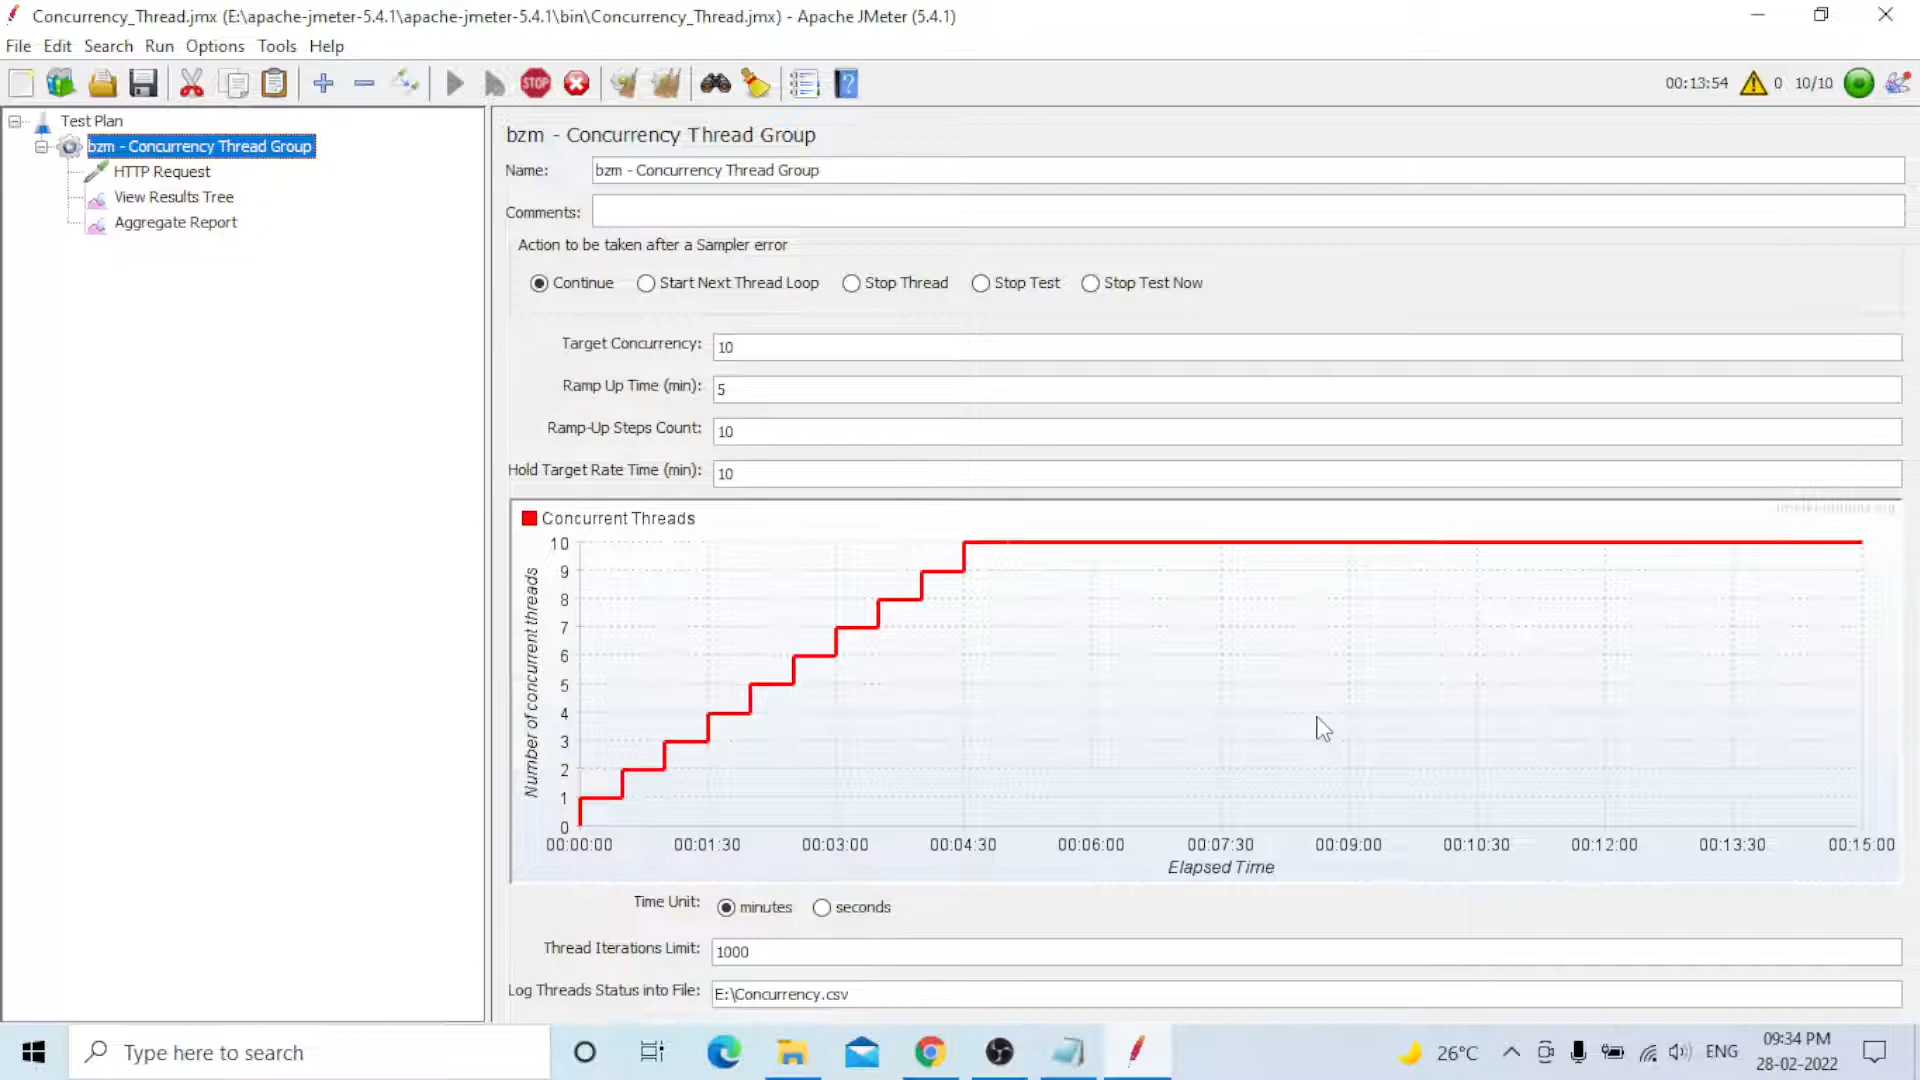 Concurrency_Thread.jmx (E:\apache-jmeter-5.4.1\apache-jmeter-5.4.1\bin\Concurrency_Thread.jmx) - Apache JMeter (5.4.1)
File Edit Search Run Options Tools Help
STOP
00:13:54 0 10/10
Test Plan
bzm - Concurrency Thread Group
HTTP Request
View Results Tree
Aggregate Report
bzm - Concurrency Thread Group
Name: bzm - Concurrency Thread Group
Comments:
Action to be taken after a Sampler error
Continue Start Next Thread Loop Stop Thread Stop Test Stop Test Now
Target Concurrency: 10
Ramp Up Time (min): 5
Ramp-Up Steps Count: 10
Hold Target Rate Time (min): 10
Concurrent Threads
10
9
8
7
6
5
4
3
2
1
0
Number of concurrent threads
00:00:00 00:01:30 00:03:00 00:04:30 00:06:00 00:07:30 00:09:00 00:10:30 00:12:00 00:13:30 00:15:00
Elapsed Time
Time Unit: minutes seconds
Thread Iterations Limit: 1000
Log Threads Status into File: E:\Concurrency.csv
Type here to search
26°C
ENG
09:34 PM
28-02-2022